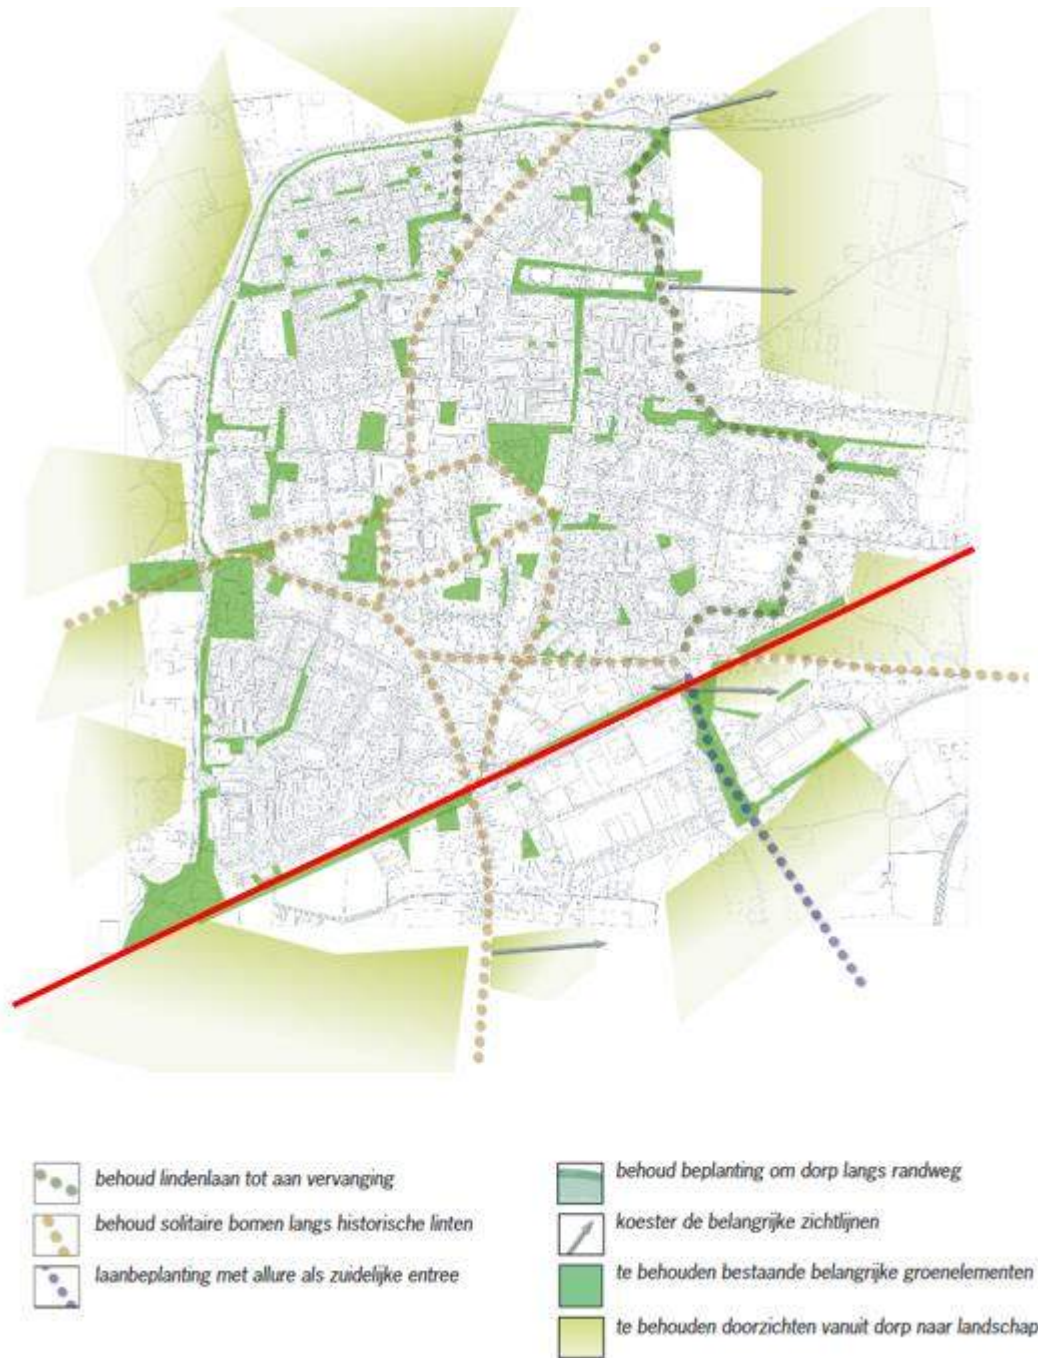 behoud lindenlaan tot aan vervanging
behoud solitaire bomen langs historische linten
laanbeplanting met allure als zuidelijke entree
behoud beplanting om dorp langs randweg
koester de belangrijke zichtlijnen
te behouden bestaande belangrijke groenelementen
te behouden doorzichten vanuit dorp naar landschap